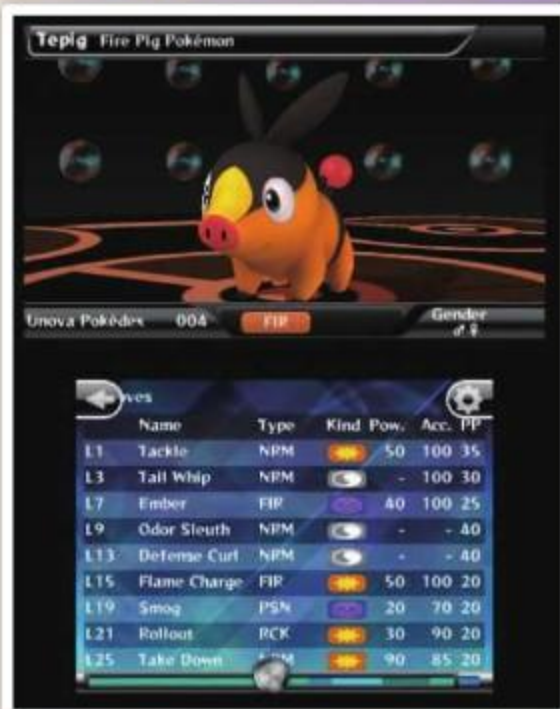 Tepig Fire Pig Pokémon
Unova Pokédex 004 FIR Gender ♂♀
ves
Name Type Kind Pow. Acc. PP
L1 Tackle NRM 50 100 35
L3 Tail Whip NRM - 100 30
L7 Ember FIR 40 100 25
L9 Odor Sleuth NRM - - 40
L13 Defense Curl NRM - - 40
L15 Flame Charge FIR 50 100 20
L19 Smog PSN 20 70 20
L21 Rollout RCK 30 90 20
L25 Take Down NRM 90 85 20